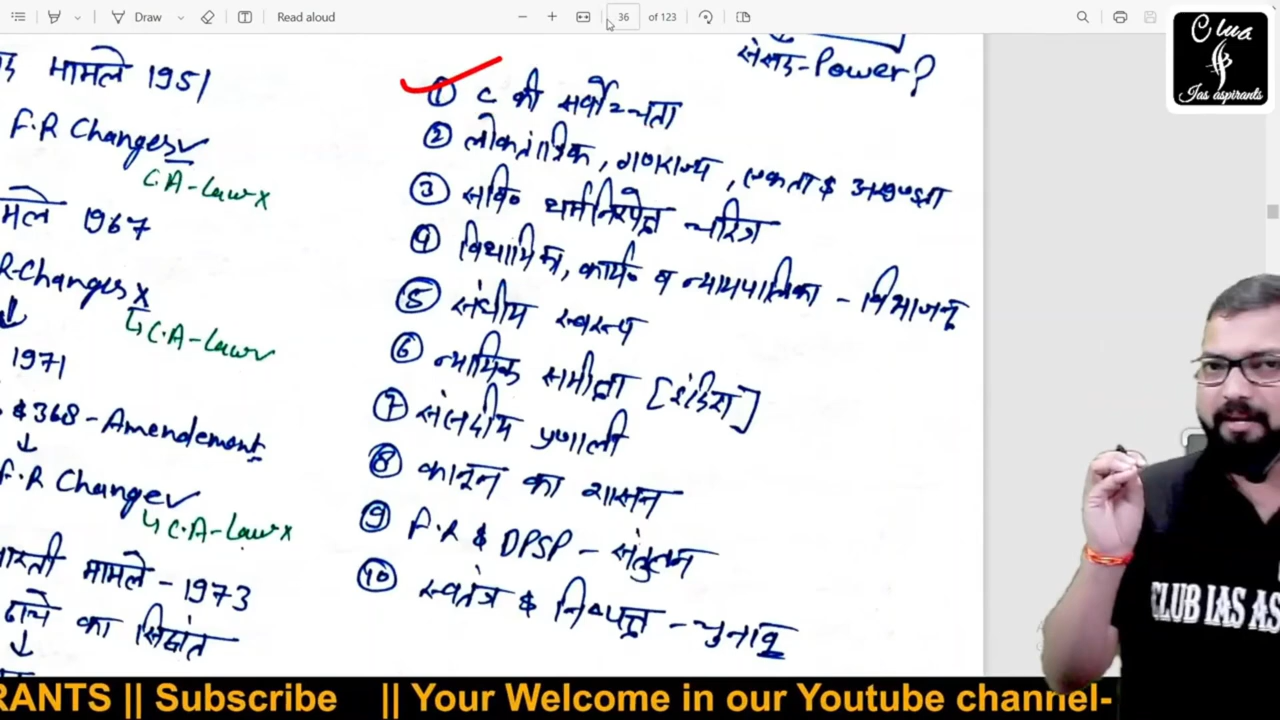 Draw
Read aloud
36 of 123
Clua
Ias aspirants
संसद-Power?
मामले 1951
F.R Changes
C.A-Law x
मले 1967
R-Changes x
↳ C.A-Law
1971
& 368-Amendement
F.R Change
↳ C.A-Law x
भारती मामले - 1973
ढांचे का सिद्धांत
① C की सर्वोच्चता
② लोकतांत्रिक, गणराज्य, एकता & अखण्डता
③ संवि० धर्मनिरपेक्ष चरित्र
④ विधायिका, कार्य० व न्यायपालिका - विभाजन
⑤ संघीय स्वरूप
⑥ न्यायिक समीक्षा
⑦ संसदीय प्रणाली
⑧ कानून का शासन
⑨ F.R & DPSP - संतुलन
⑩ स्वतंत्र & निष्पक्ष - चुनाव
CLUB IAS AS
RANTS || Subscribe || Your Welcome in our Youtube channel-